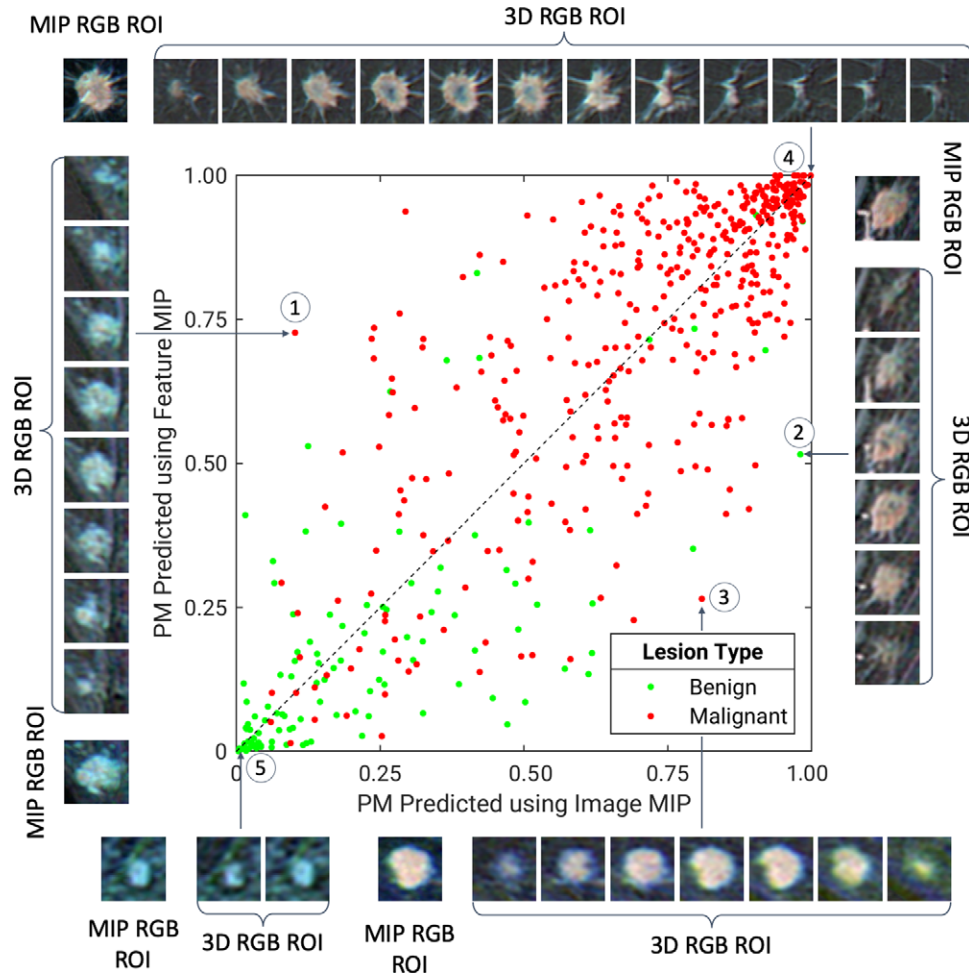 MIP RGB ROI
3D RGB ROI
4
MIP RGB ROI
3D RGB ROI
1.00
0.75
0.50
0.25
0
PM Predicted using Feature MIP
1
2
3
5
Lesion Type
Benign
Malignant
3D RGB ROI
MIP RGB ROI
0
0.25
0.50
0.75
1.00
PM Predicted using Image MIP
MIP RGB
ROI
3D RGB ROI
MIP RGB
ROI
3D RGB ROI